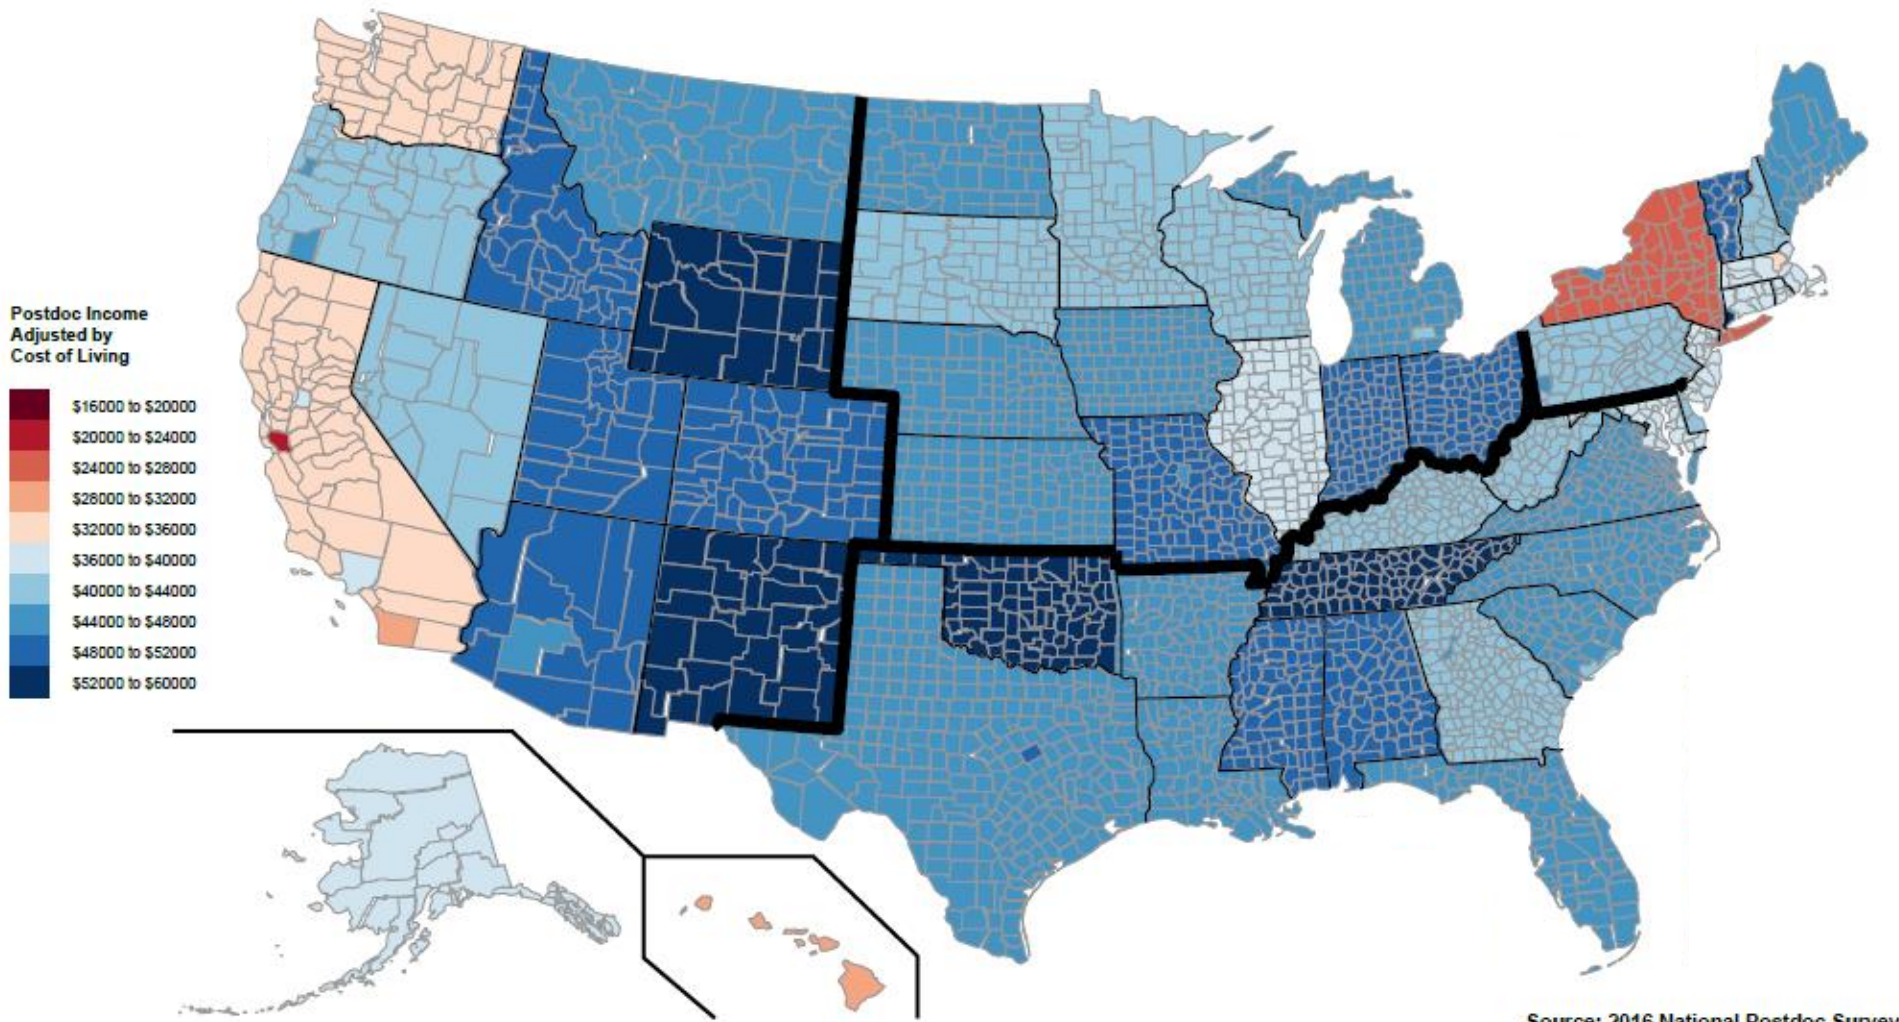 Postdoc Income
Adjusted by
Cost of Living
$16000 to $20000
$20000 to $24000
$24000 to $28000
$28000 to $32000
$32000 to $36000
$36000 to $40000
$40000 to $44000
$44000 to $48000
$48000 to $52000
$52000 to $60000
Source: 2016 National Postdoc Survey